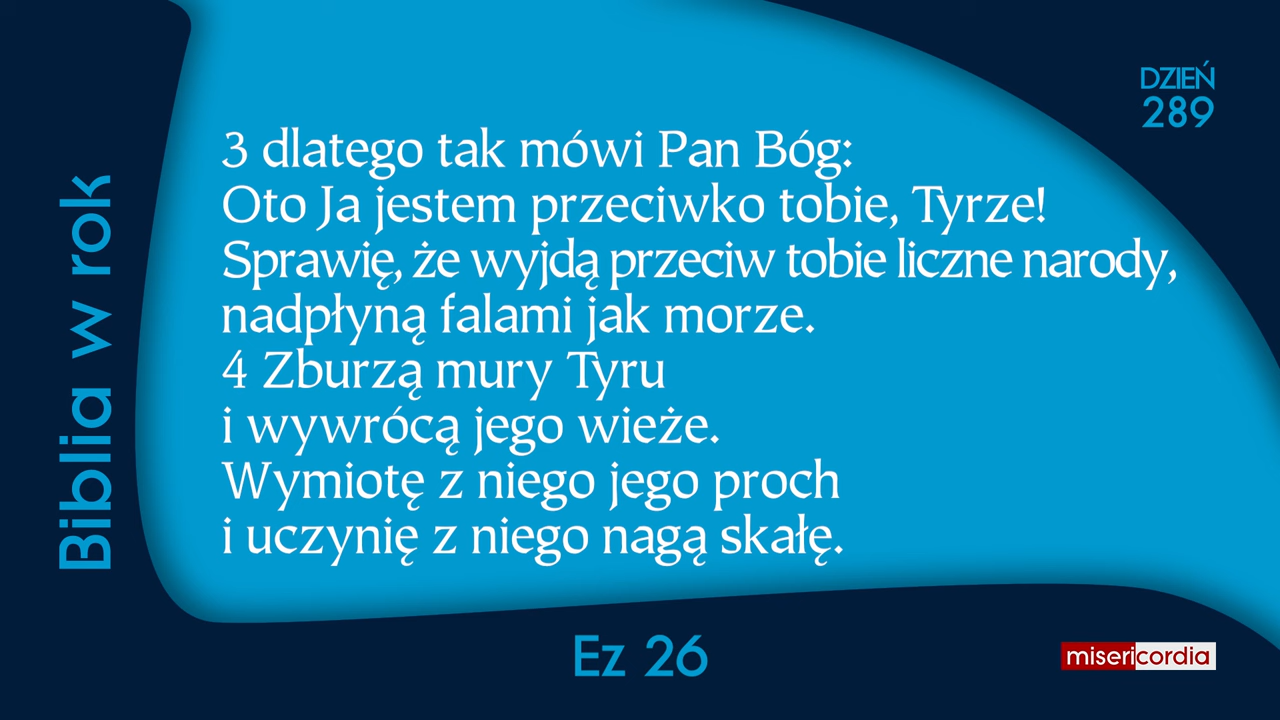 DZIEŃ
289
3 dlatego tak mówi Pan Bóg:
Oto Ja jestem przeciwko tobie, Tyrze!
Sprawię, że wyjdą przeciw tobie liczne narody,
nadpłyną falami jak morze.
4 Zburzą mury Tyru
i wywrócą jego wieże.
Wymiotę z niego jego proch
i uczynię z niego nagą skałę.
Biblia w rok
Ez 26
misericordia